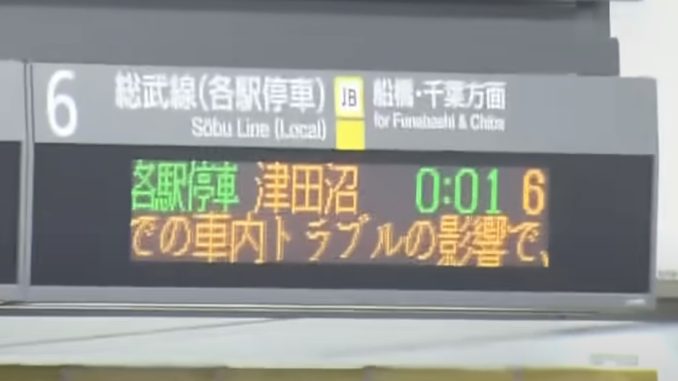 6 総武線(各駅停車) JB 船橋・千葉方面
Sōbu Line (Local) for Funabashi & Chiba
各駅停車 津田沼 0:01 6
での車内トラブルの影響で、